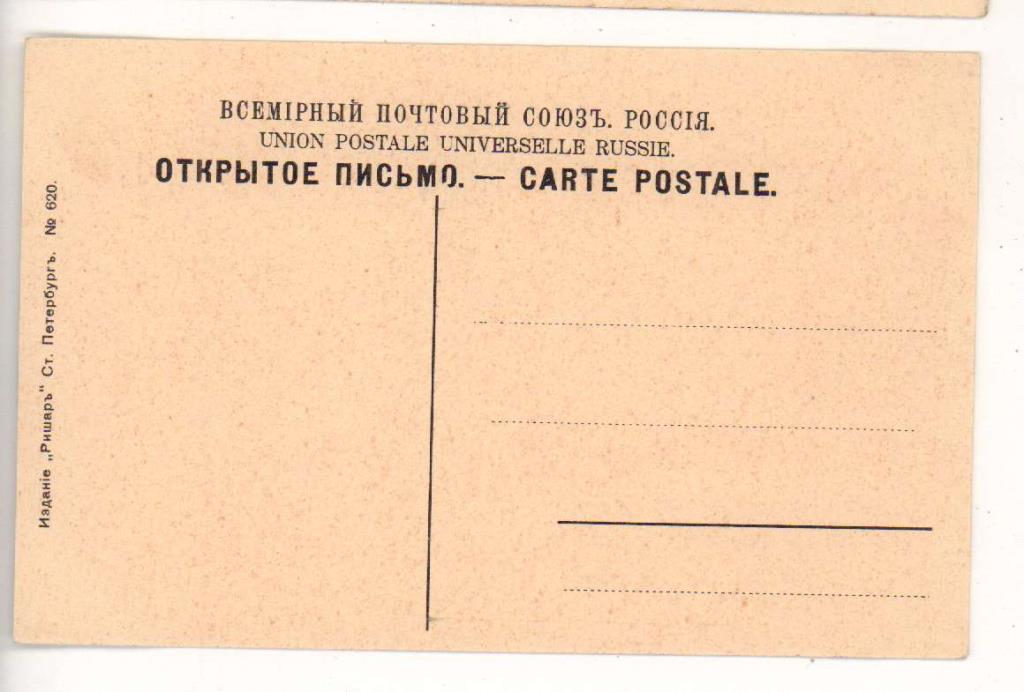 ВСЕМІРНЫЙ ПОЧТОВЫЙ СОЮЗЪ. РОССІЯ.
UNION POSTALE UNIVERSELLE RUSSIE.
ОТКРЫТОЕ ПИСЬМО. — CARTE POSTALE.
Изданіе „Ришаръ" Ст. Петербургъ. № 620.